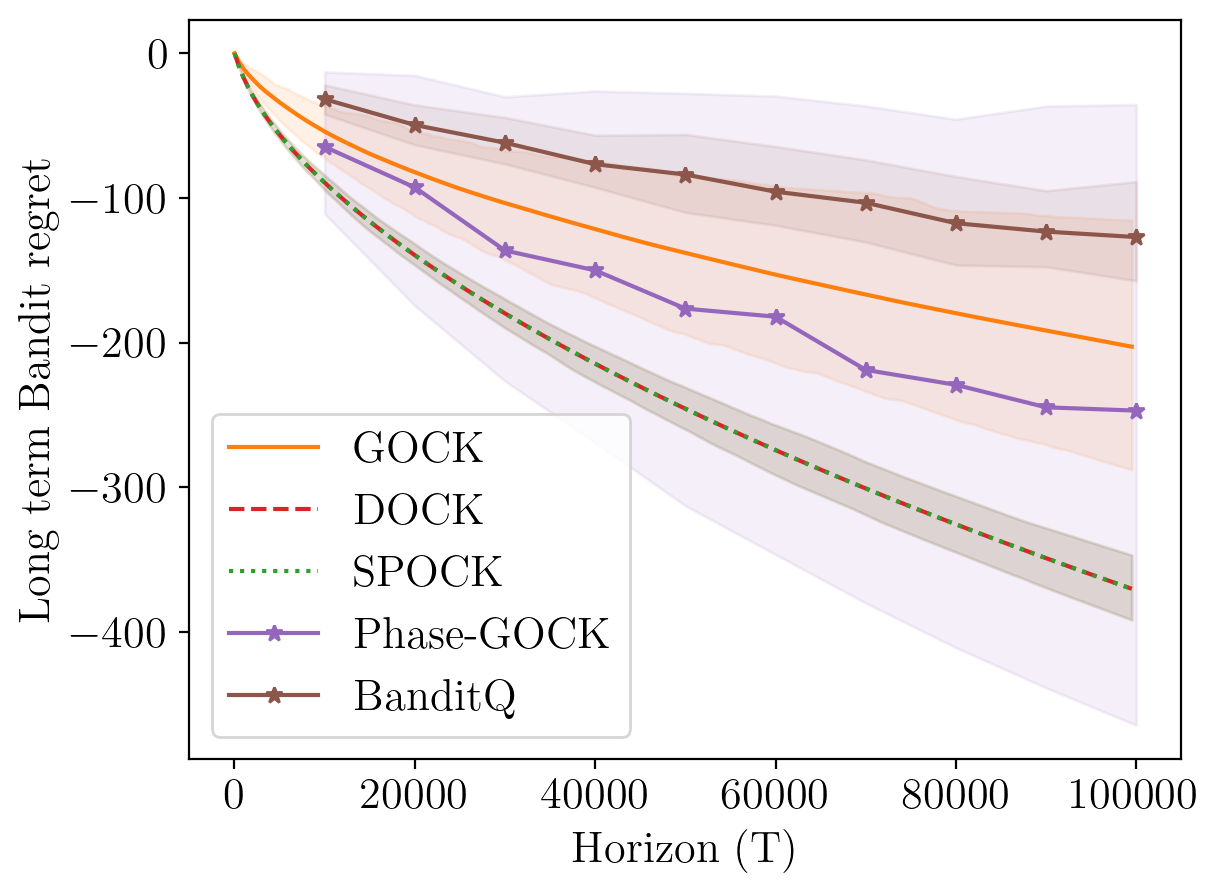 Long term Bandit regret
0
−100
−200
−300
−400
GOCK
DOCK
SPOCK
Phase-GOCK
BanditQ
0 20000 40000 60000 80000 100000
Horizon (T)